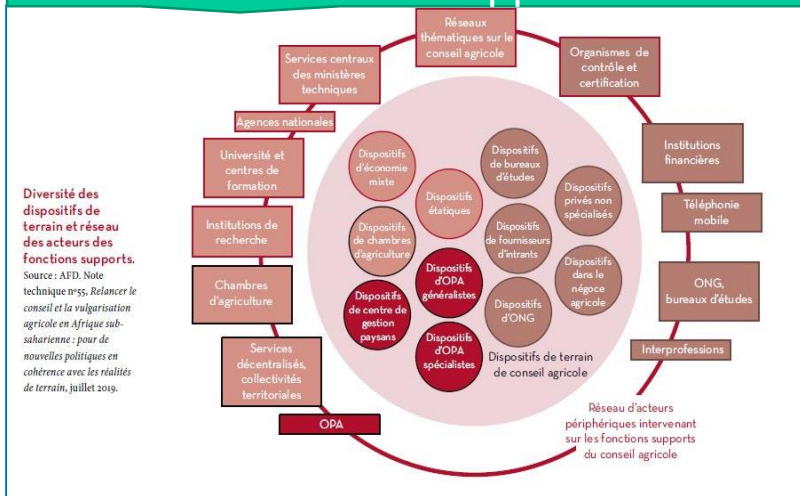 Réseaux
thématiques sur le
conseil agricole
Services centraux
des ministères
techniques
Agences nationales
Université et
centres de
formation
Institutions de
recherche
Chambres
d'agriculture
Services
décentralisés,
collectivités
territoriales
OPA
Organismes de
contrôle et
certification
Institutions
financières
Téléphonie
mobile
ONG,
bureaux d'études
Interprofessions
Dispositifs
d'économie
mixte
Dispositifs
étatiques
Dispositifs
de chambres
d'agriculture
Dispositifs
d'OPA
généralistes
Dispositifs
de centre de
gestion
paysans
Dispositifs
d'OPA
spécialistes
Dispositifs
de bureaux
d'études
Dispositifs
privés non
spécialisés
Dispositifs
de fournisseurs
d'intrants
Dispositifs
dans le
négoce
agricole
Dispositifs
d'ONG
Dispositifs de terrain
de conseil agricole
Réseau d'acteurs
périphériques intervenant
sur les fonctions supports
du conseil agricole
Diversité des
dispositifs de
terrain et réseau
des acteurs des
fonctions supports.
Source : AFD. Note
technique n°55, Relancer le
conseil et la vulgarisation
agricole en Afrique sub-
saharienne : pour de
nouvelles politiques en
cohérence avec les réalités
de terrain, juillet 2019.